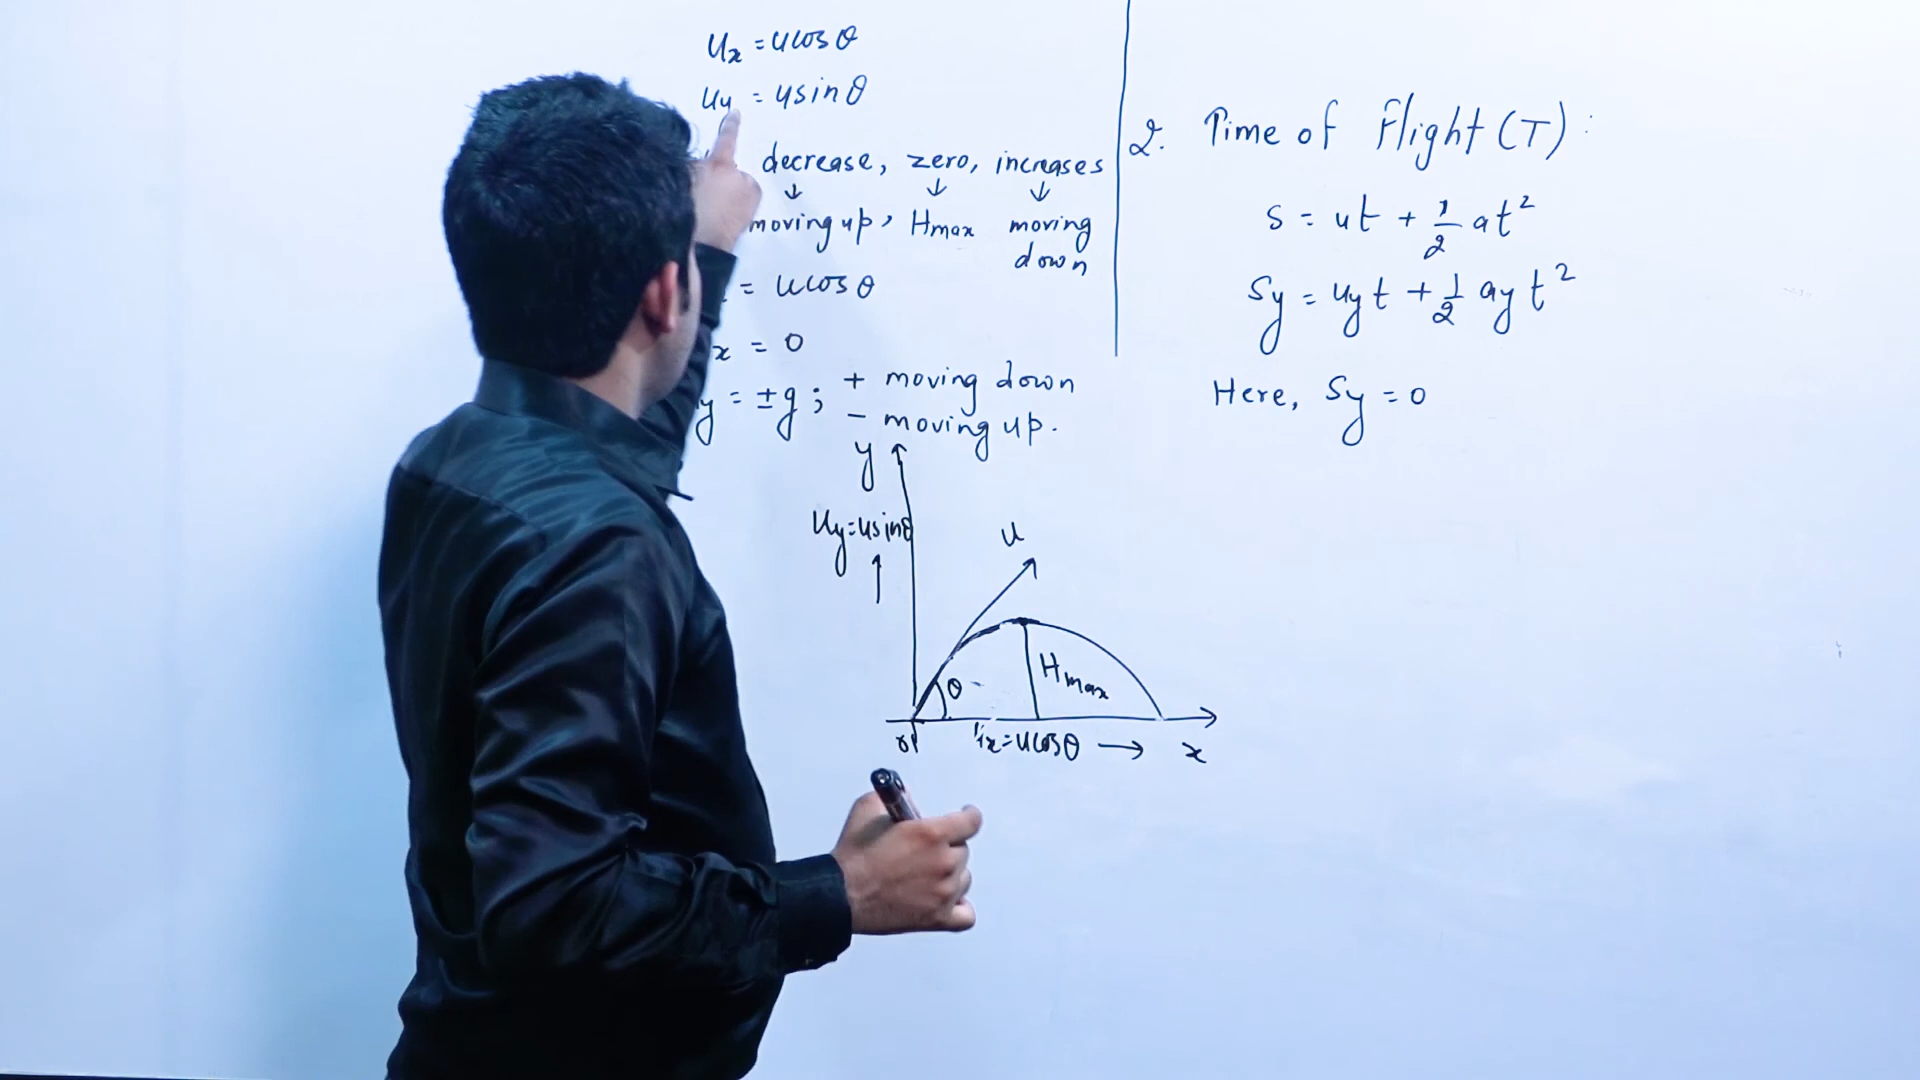 ux = ucosθ
uy = usinθ
decrease, zero, increases
↓ ↓ ↓
moving up, Hmax moving down
= ucosθ
x = 0
y = ±g; + moving down
− moving up.
y
uy=usinθ
u
θ
Hmax
ux=ucosθ → x
2. Time of Flight (T):
S = ut + 1/2 at²
Sy = uyt + 1/2 ayt²
Here, Sy = 0